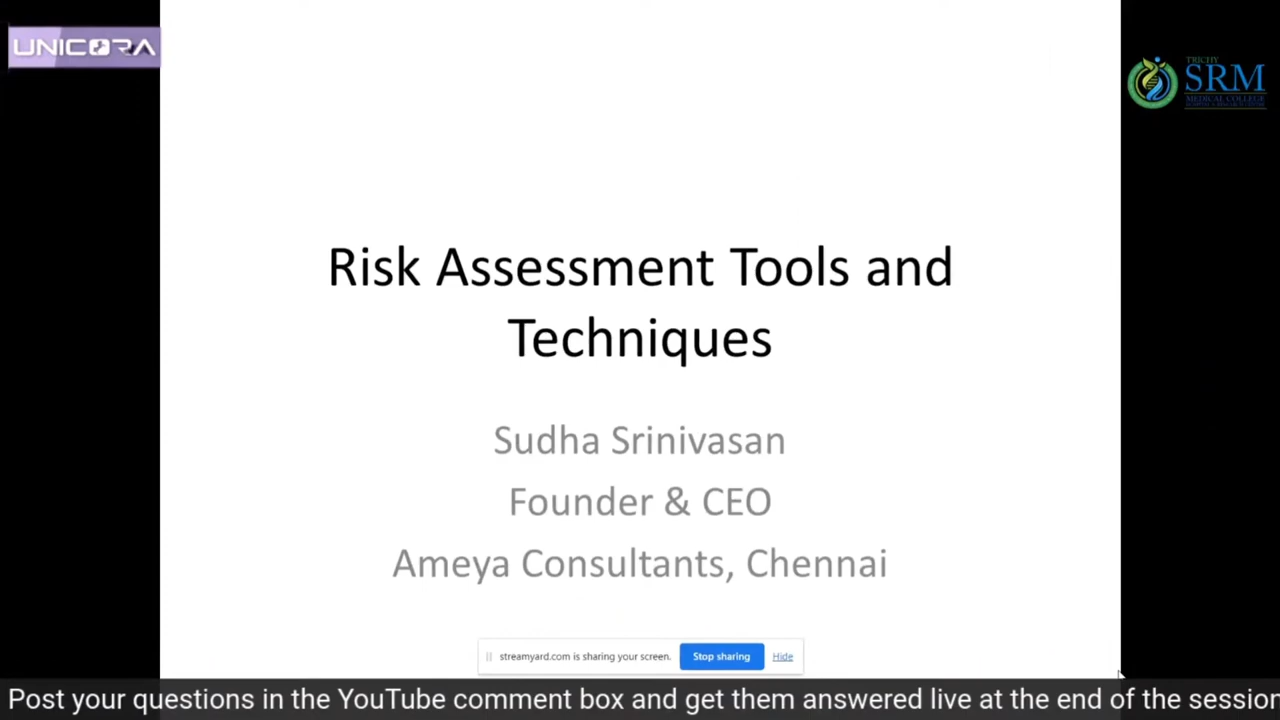 UNICORA
TRICHY
SRM
MEDICAL COLLEGE
Risk Assessment Tools and
Techniques
Sudha Srinivasan
Founder & CEO
Ameya Consultants, Chennai
streamyard.com is sharing your screen. Stop sharing Hide
Post your questions in the YouTube comment box and get them answered live at the end of the session